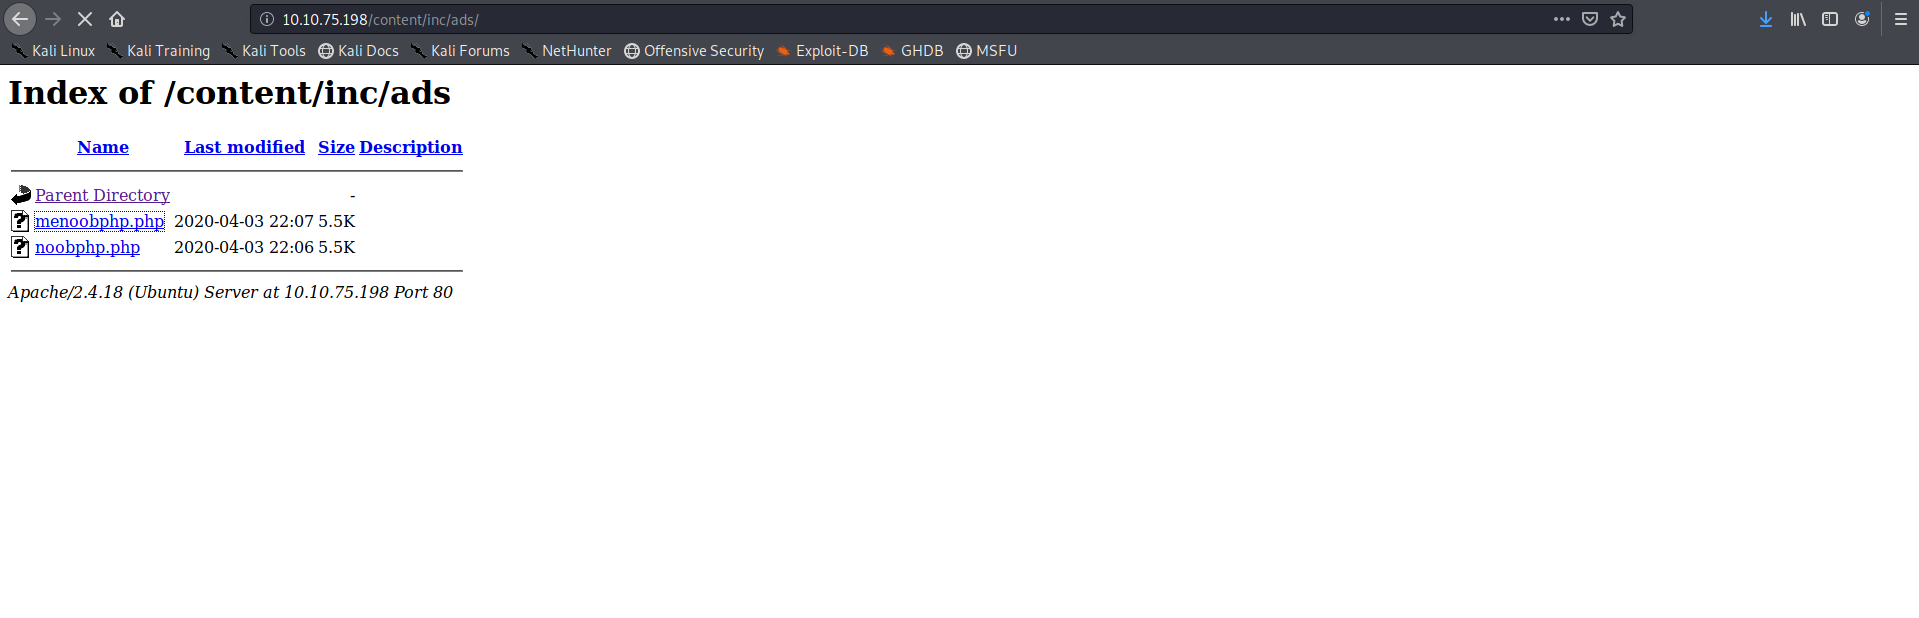 10.10.75.198/content/inc/ads/
Kali Linux Kali Training Kali Tools Kali Docs Kali Forums NetHunter Offensive Security Exploit-DB GHDB MSFU
Index of /content/inc/ads
Name Last modified Size Description
Parent Directory -
menoobphp.php 2020-04-03 22:07 5.5K
noobphp.php 2020-04-03 22:06 5.5K
Apache/2.4.18 (Ubuntu) Server at 10.10.75.198 Port 80